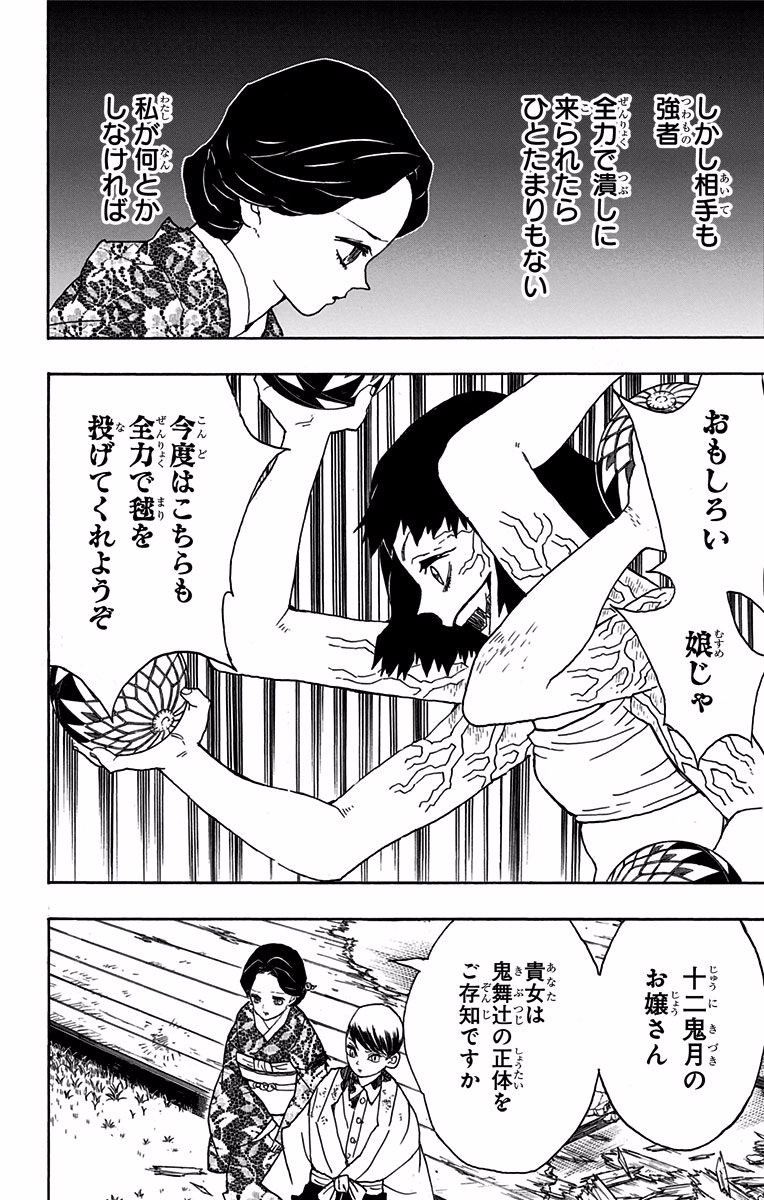 しかし相手も
強者
全力で潰しに
来られたら
ひとたまりもない
私が何とか
しなければ
おもしろい
娘じゃ
今度はこちらも
全力で毬を
投げてくれようぞ
十二鬼月の
お嬢さん
貴女は
鬼舞辻の正体を
ご存知ですか